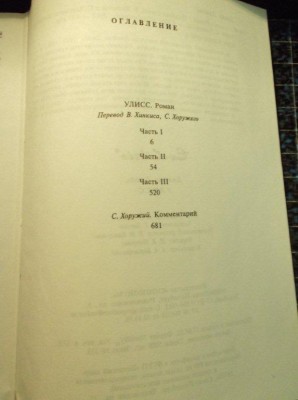 ОГЛАВЛЕНИЕ
УЛИСС. Роман
Перевод В. Хинкиса, С. Хоружего
Часть I
6
Часть II
54
Часть III
520
С. Хоружий. Комментарий
681